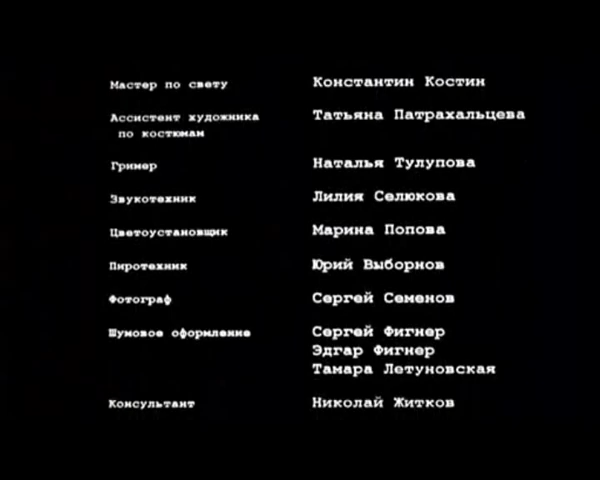 Мастер по свету Константин Костин
Ассистент художника Татьяна Патрахальцева
по костюмам
Гример Наталья Тулупова
Звукотехник Лилия Селюкова
Цветоустановщик Марина Попова
Пиротехник Юрий Выборнов
Фотограф Сергей Семенов
Шумовое оформление Сергей Фигнер
Эдгар Фигнер
Тамара Летуновская
Консультант Николай Житков